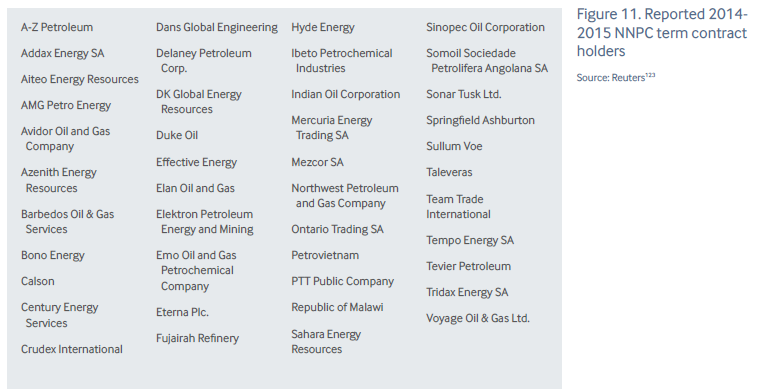 A-Z Petroleum
Addax Energy SA
Aiteo Energy Resources
AMG Petro Energy
Avidor Oil and Gas
Company
Azenith Energy
Resources
Barbedos Oil & Gas
Services
Bono Energy
Calson
Century Energy
Services
Crudex International
Dans Global Engineering
Delaney Petroleum
Corp.
DK Global Energy
Resources
Duke Oil
Effective Energy
Elan Oil and Gas
Elektron Petroleum
Energy and Mining
Emo Oil and Gas
Petrochemical
Company
Eterna Plc.
Fujairah Refinery
Hyde Energy
Ibeto Petrochemical
Industries
Indian Oil Corporation
Mercuria Energy
Trading SA
Mezcor SA
Northwest Petroleum
and Gas Company
Ontario Trading SA
Petrovietnam
PTT Public Company
Republic of Malawi
Sahara Energy
Resources
Sinopec Oil Corporation
Somoil Sociedade
Petrolifera Angolana SA
Sonar Tusk Ltd.
Springfield Ashburton
Sullum Voe
Taleveras
Team Trade
International
Tempo Energy SA
Tevier Petroleum
Tridax Energy SA
Voyage Oil & Gas Ltd.
Figure 11. Reported 2014-
2015 NNPC term contract
holders
Source: Reuters¹²³